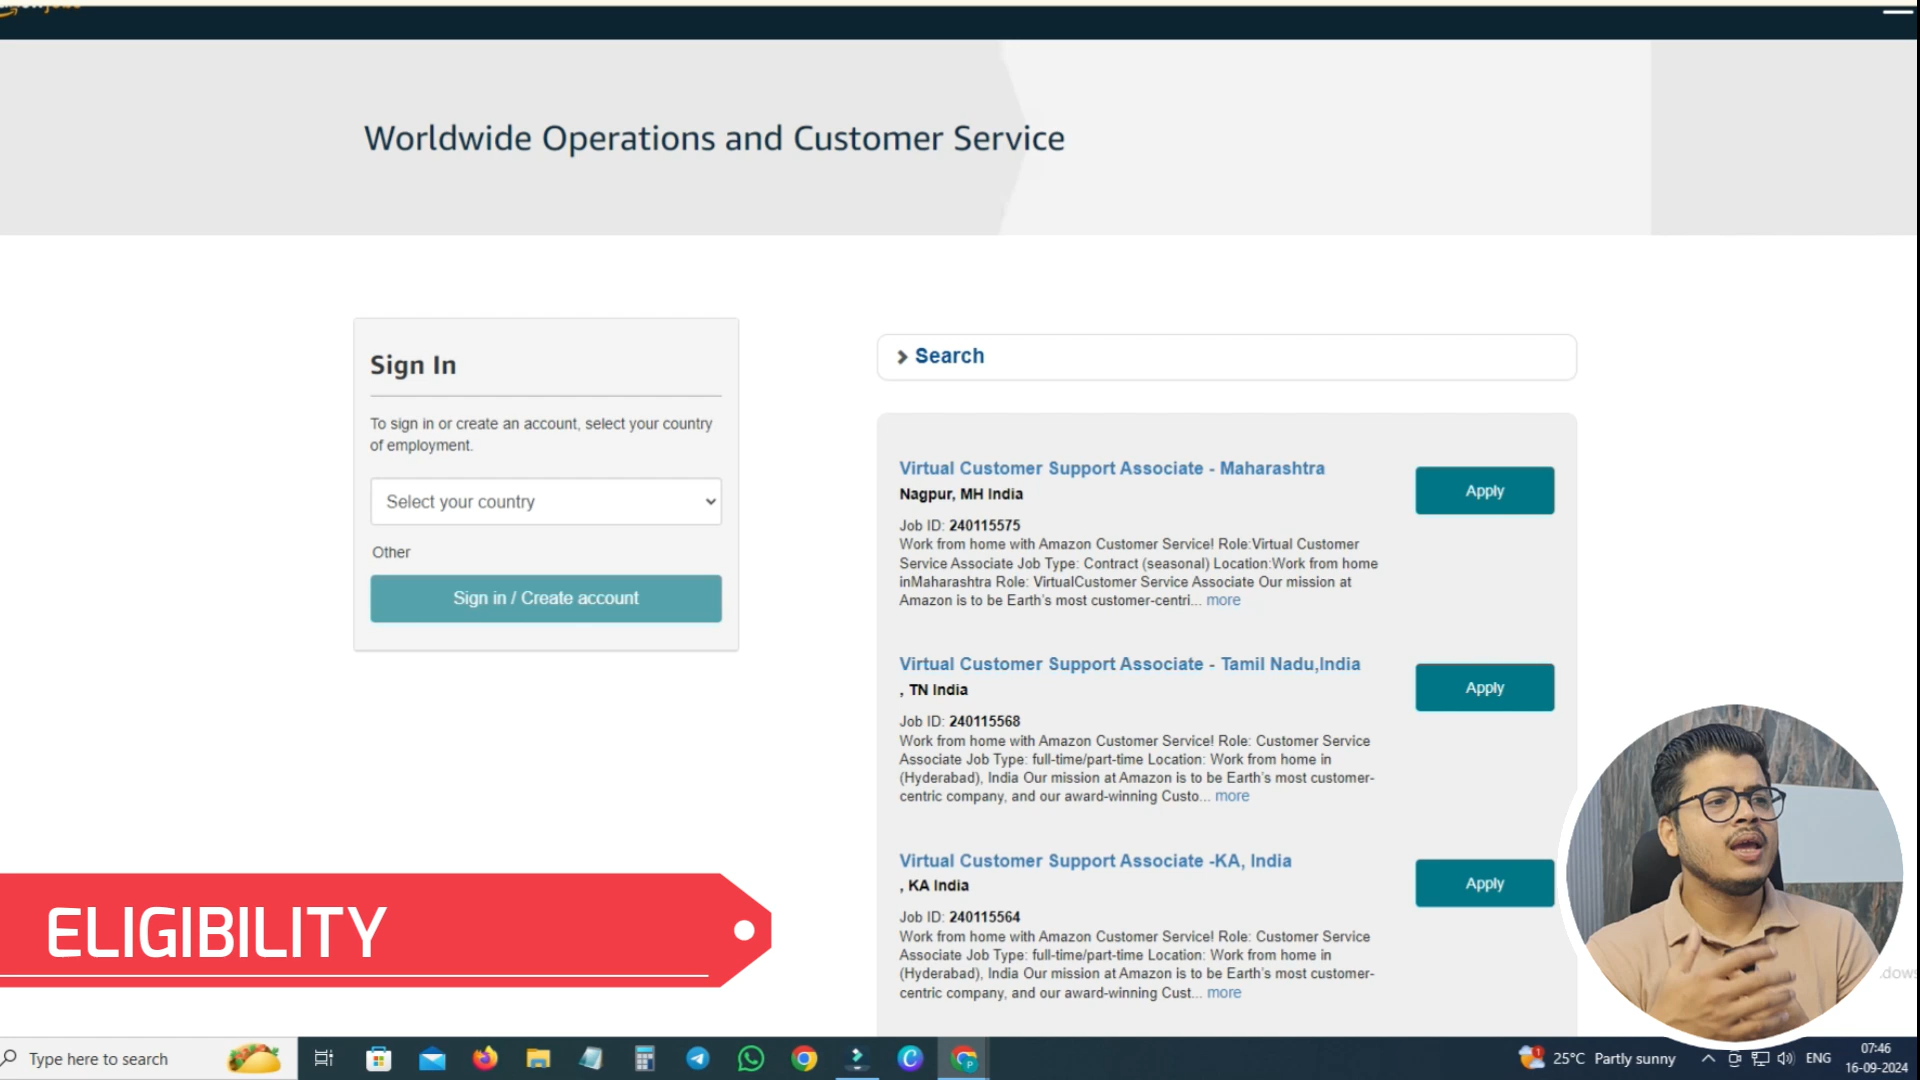 Worldwide Operations and Customer Service
Sign In
To sign in or create an account, select your country
of employment.
Select your country
Other
Sign in / Create account
Search
Virtual Customer Support Associate - Maharashtra
Nagpur, MH India
Job ID: 240115575
Work from home with Amazon Customer Service! Role:Virtual Customer
Service Associate Job Type: Contract (seasonal) Location:Work from home
inMaharashtra Role: VirtualCustomer Service Associate Our mission at
Amazon is to be Earth's most customer-centri... more
Apply
Virtual Customer Support Associate - Tamil Nadu,India
, TN India
Job ID: 240115568
Work from home with Amazon Customer Service! Role: Customer Service
Associate Job Type: full-time/part-time Location: Work from home in
(Hyderabad), India Our mission at Amazon is to be Earth's most customer-
centric company, and our award-winning Custo... more
Apply
Virtual Customer Support Associate -KA, India
, KA India
Job ID: 240115564
Work from home with Amazon Customer Service! Role: Customer Service
Associate Job Type: full-time/part-time Location: Work from home in
(Hyderabad), India Our mission at Amazon is to be Earth's most customer-
centric company, and our award-winning Cust... more
Apply
ELIGIBILITY
Type here to search
25°C Partly sunny
ENG
07:46
16-09-2024